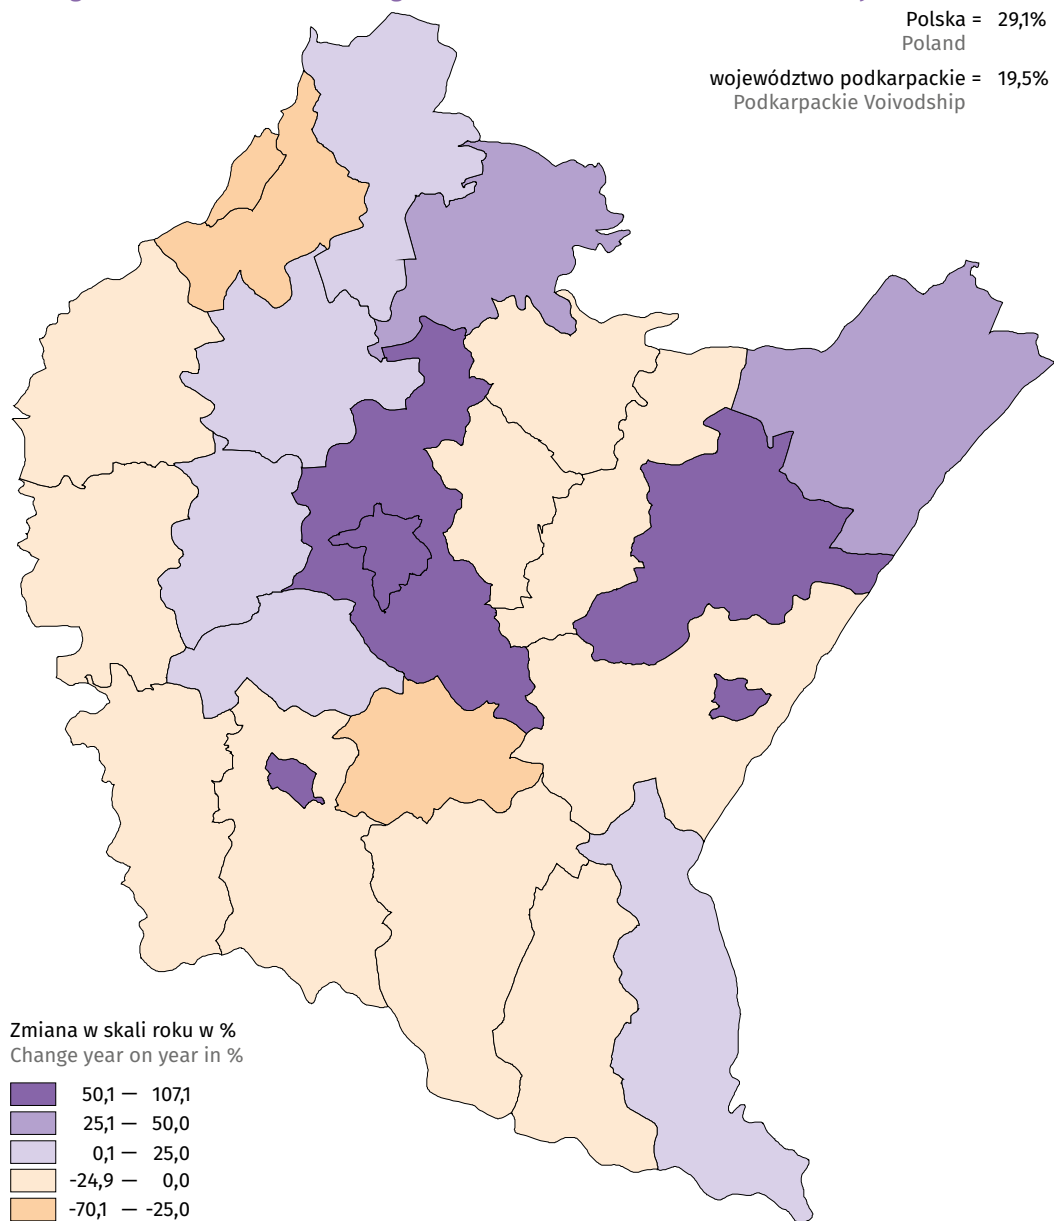 Polska = 29,1%
Poland
województwo podkarpackie = 19,5%
Podkarpackie Voivodship
Zmiana w skali roku w %
Change year on year in %
50,1 — 107,1
25,1 — 50,0
0,1 — 25,0
-24,9 — 0,0
-70,1 — -25,0